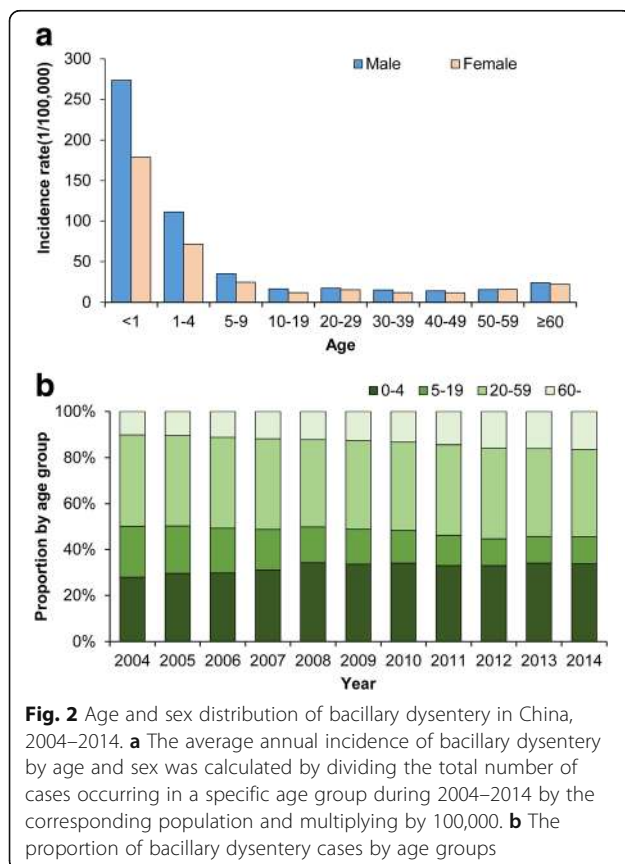 a
Male Female
300
250
200
150
100
50
0
Incidence rate(1/100,000)
<1 1-4 5-9 10-19 20-29 30-39 40-49 50-59 ≥60
Age
b
0-4 5-19 20-59 60-
100%
80%
60%
40%
20%
0%
Proportion by age group
2004 2005 2006 2007 2008 2009 2010 2011 2012 2013 2014
Year
Fig. 2 Age and sex distribution of bacillary dysentery in China,
2004–2014. a The average annual incidence of bacillary dysentery
by age and sex was calculated by dividing the total number of
cases occurring in a specific age group during 2004–2014 by the
corresponding population and multiplying by 100,000. b The
proportion of bacillary dysentery cases by age groups